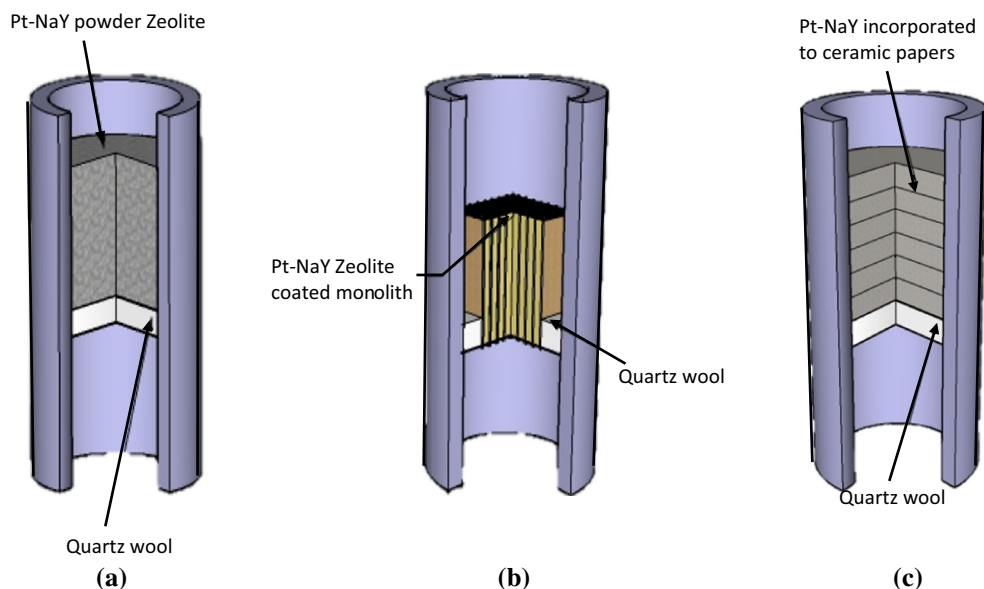 Pt-NaY powder Zeolite
Quartz wool
(a)
Pt-NaY Zeolite
coated monolith
Quartz wool
(b)
Pt-NaY incorporated
to ceramic papers
Quartz wool
(c)